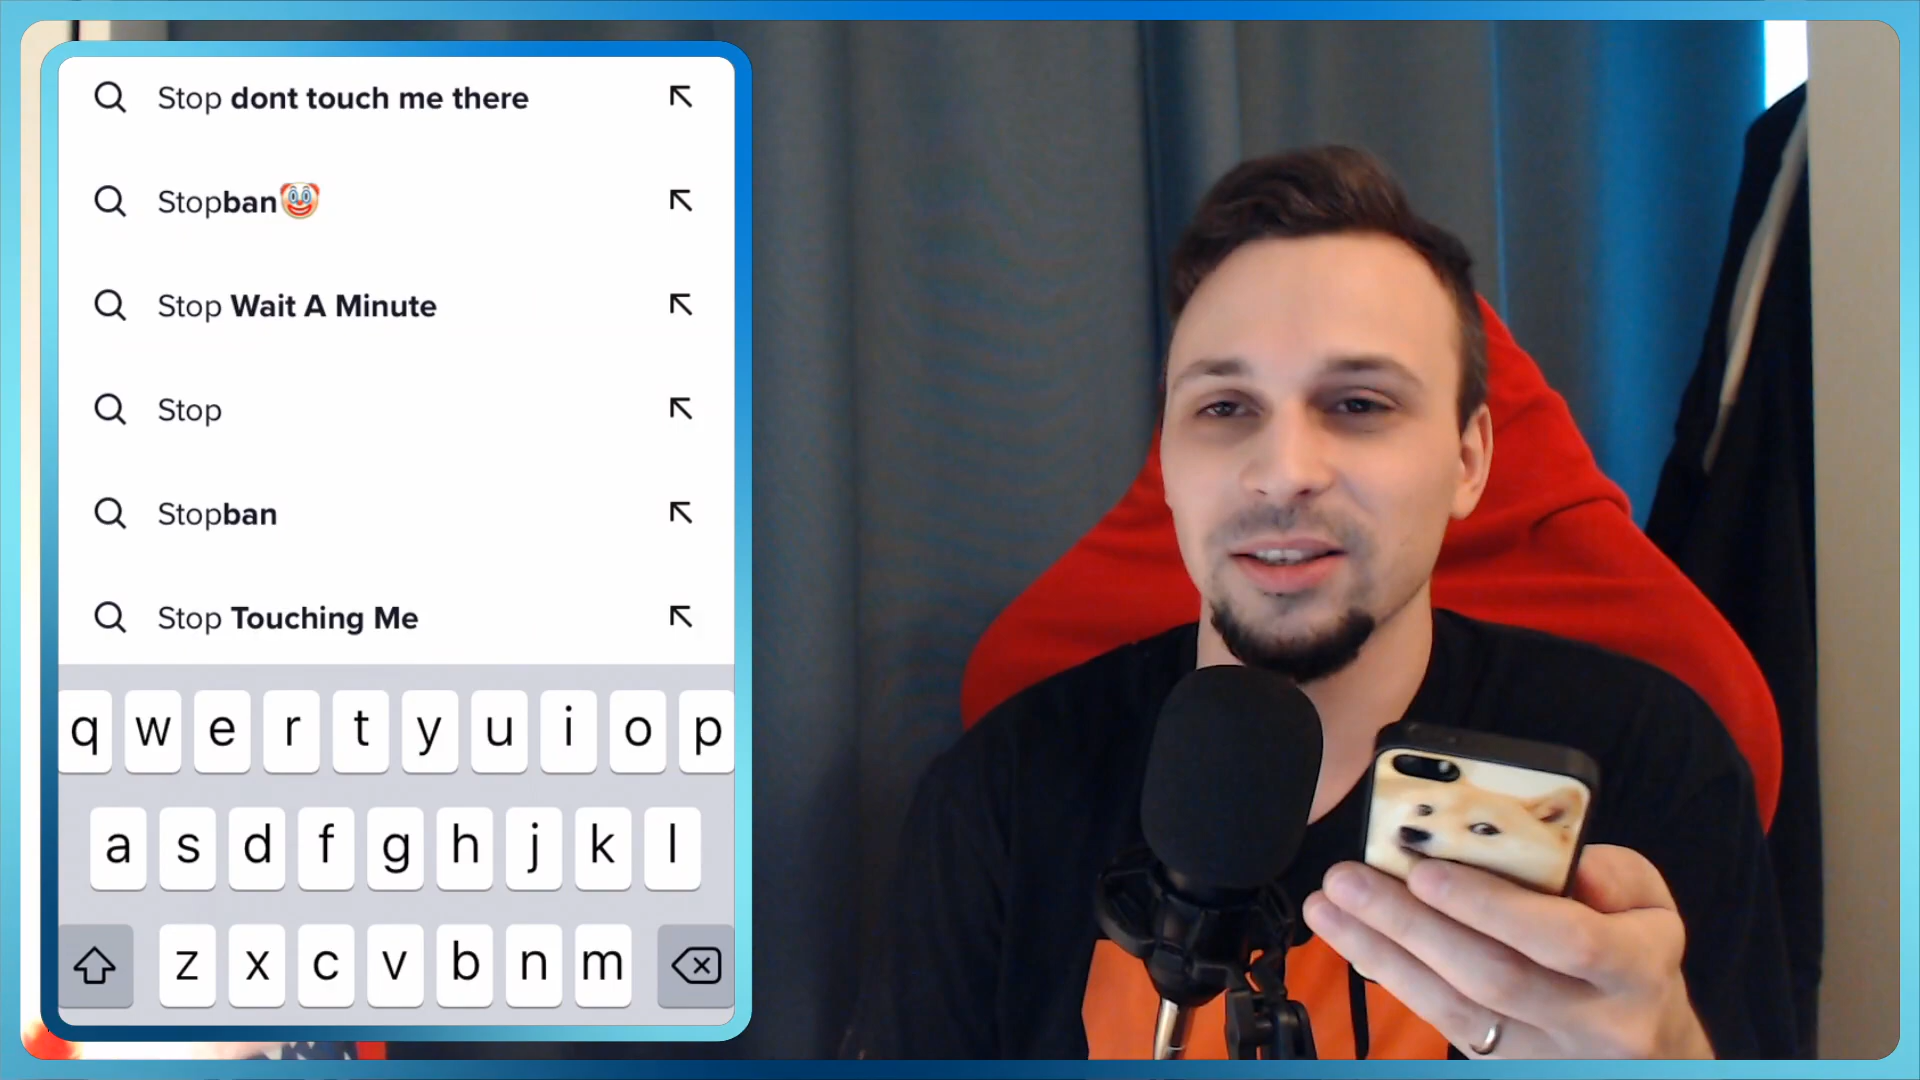 Stop dont touch me there
Stopban🤡
Stop Wait A Minute
Stop
Stopban
Stop Touching Me
q w e r t y u i o p
a s d f g h j k l
z x c v b n m